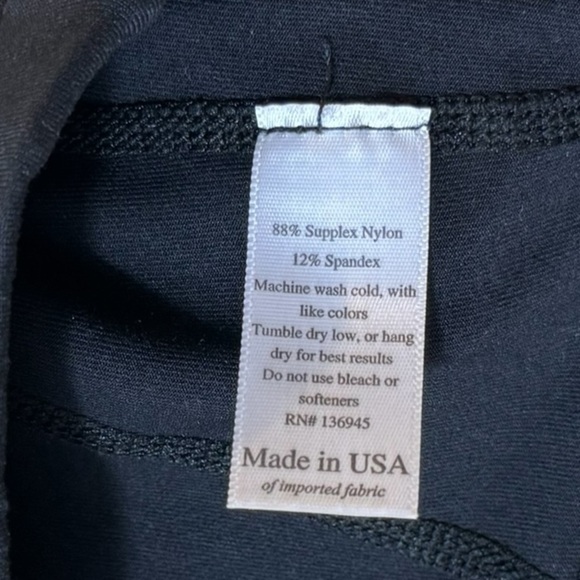 88% Supplex Nylon
12% Spandex
Machine wash cold, with
like colors
Tumble dry low, or hang
dry for best results
Do not use bleach or
softeners
RN# 136945
Made in USA
of imported fabric